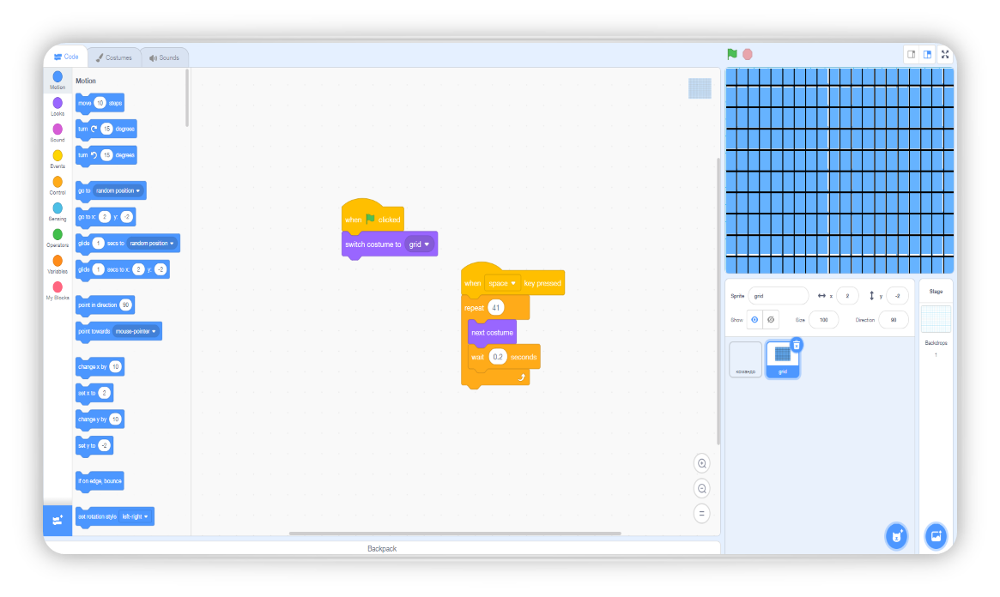 Code
Costumes
Sounds
Motion
Looks
Sound
Events
Control
Sensing
Operators
Variables
My Blocks
Motion
move 10 steps
turn 15 degrees
turn 15 degrees
go to random position
go to x: 2 y: -2
glide 1 secs to random position
glide 1 secs to x: 2 y: -2
point in direction 90
point towards mouse-pointer
change x by 10
set x to 2
change y by 10
set y to -2
if on edge, bounce
set rotation style left-right
when clicked
switch costume to grid
when space key pressed
repeat 41
next costume
wait 0.2 seconds
Backpack
Sprite grid x 2 y -2
Show Size 100 Direction 90
команда
grid
Stage
Backdrops
1